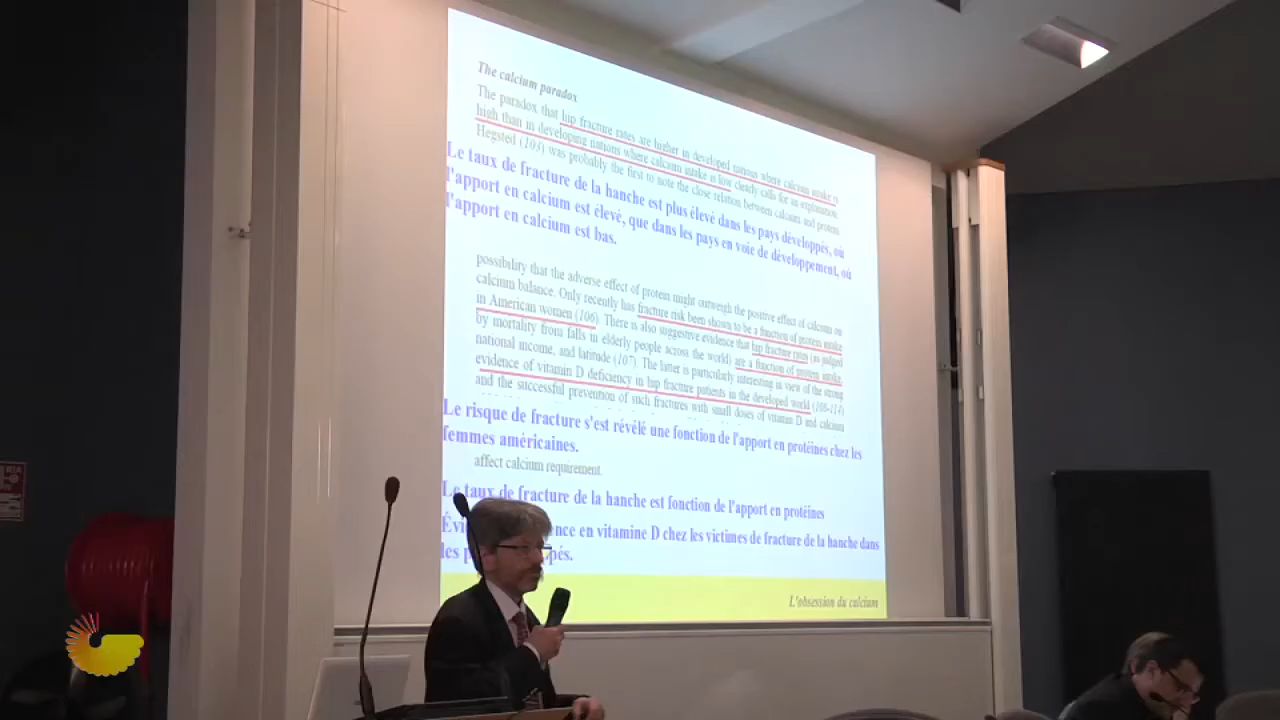 The calcium paradox
The paradox that hip fracture rates are higher in developed nations where calcium intake is
high than in developing nations where calcium intake is low clearly calls for an explanation.
Hegsted (105) was probably the first to note the close relation between calcium and protein
Le taux de fracture de la hanche est plus élevé dans les pays développés, où
l'apport en calcium est élevé, que dans les pays en voie de développement, où
l'apport en calcium est bas.
possibility that the adverse effect of protein might outweigh the positive effect of calcium on
calcium balance. Only recently has fracture risk been shown to be a function of protein intake
in American women (106). There is also suggestive evidence that hip fracture rates (as judged
by mortality from falls in elderly people across the world) are a function of protein intake,
national income, and latitude (107). The latter is particularly interesting in view of the strong
evidence of vitamin D deficiency in hip fracture patients in the developed world (108-114)
and the successful prevention of such fractures with small doses of vitamin D and calcium
Le risque de fracture s'est révélé une fonction de l'apport en protéines chez les
femmes américaines.
affect calcium requirement.
Le taux de fracture de la hanche est fonction de l'apport en protéines
en vitamine D chez les victimes de fracture de la hanche dans
les
L'obsession du calcium